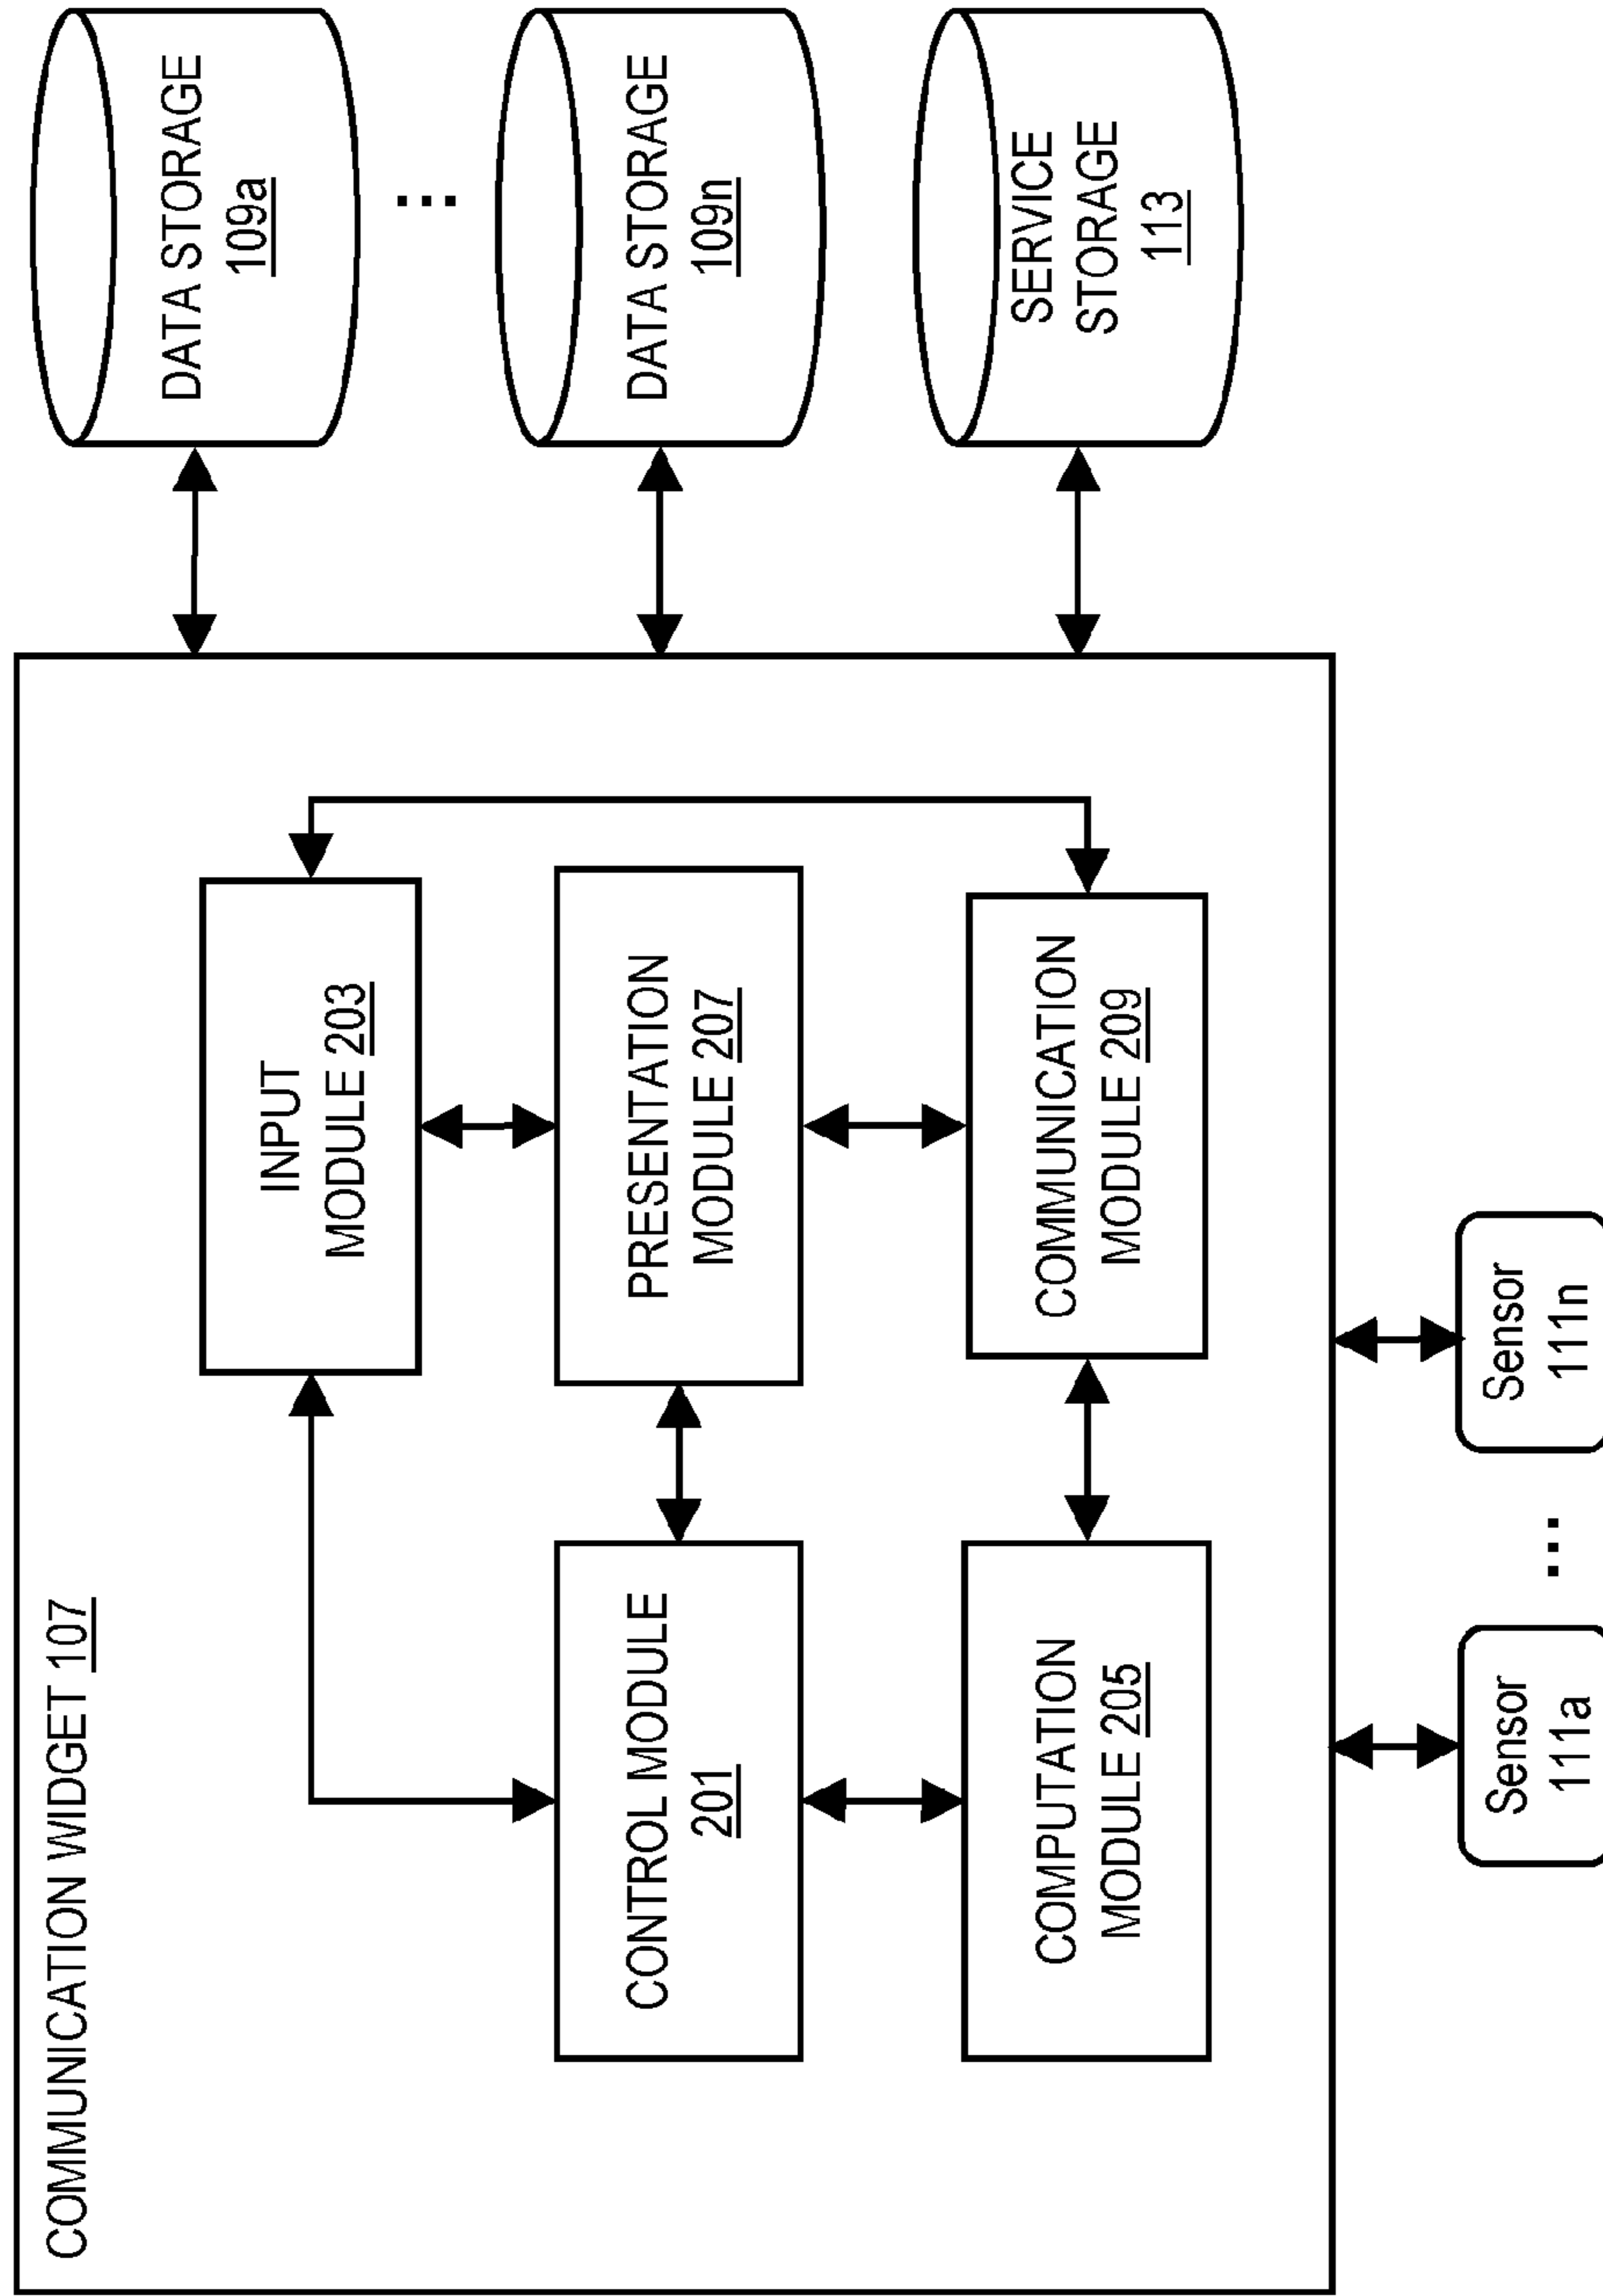 COMMUNICATION WIDGET 107
INPUT
MODULE 203
DATA STORAGE
109a
...
CONTROL MODULE
201
PRESENTATION
MODULE 207
DATA STORAGE
109n
COMPUTATION
MODULE 205
COMMUNICATION
MODULE 209
SERVICE
STORAGE
113
Sensor
111a
...
Sensor
111n